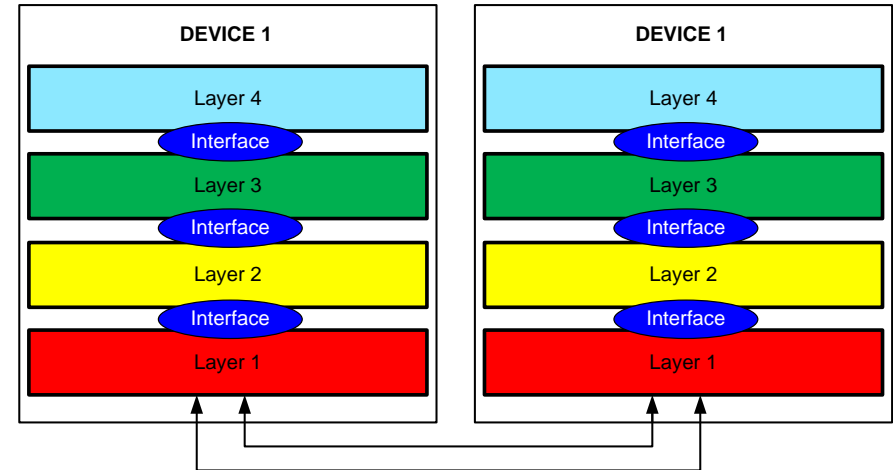 DEVICE 1
Layer 4
Interface
Layer 3
Interface
Layer 2
Interface
Layer 1
DEVICE 1
Layer 4
Interface
Layer 3
Interface
Layer 2
Interface
Layer 1